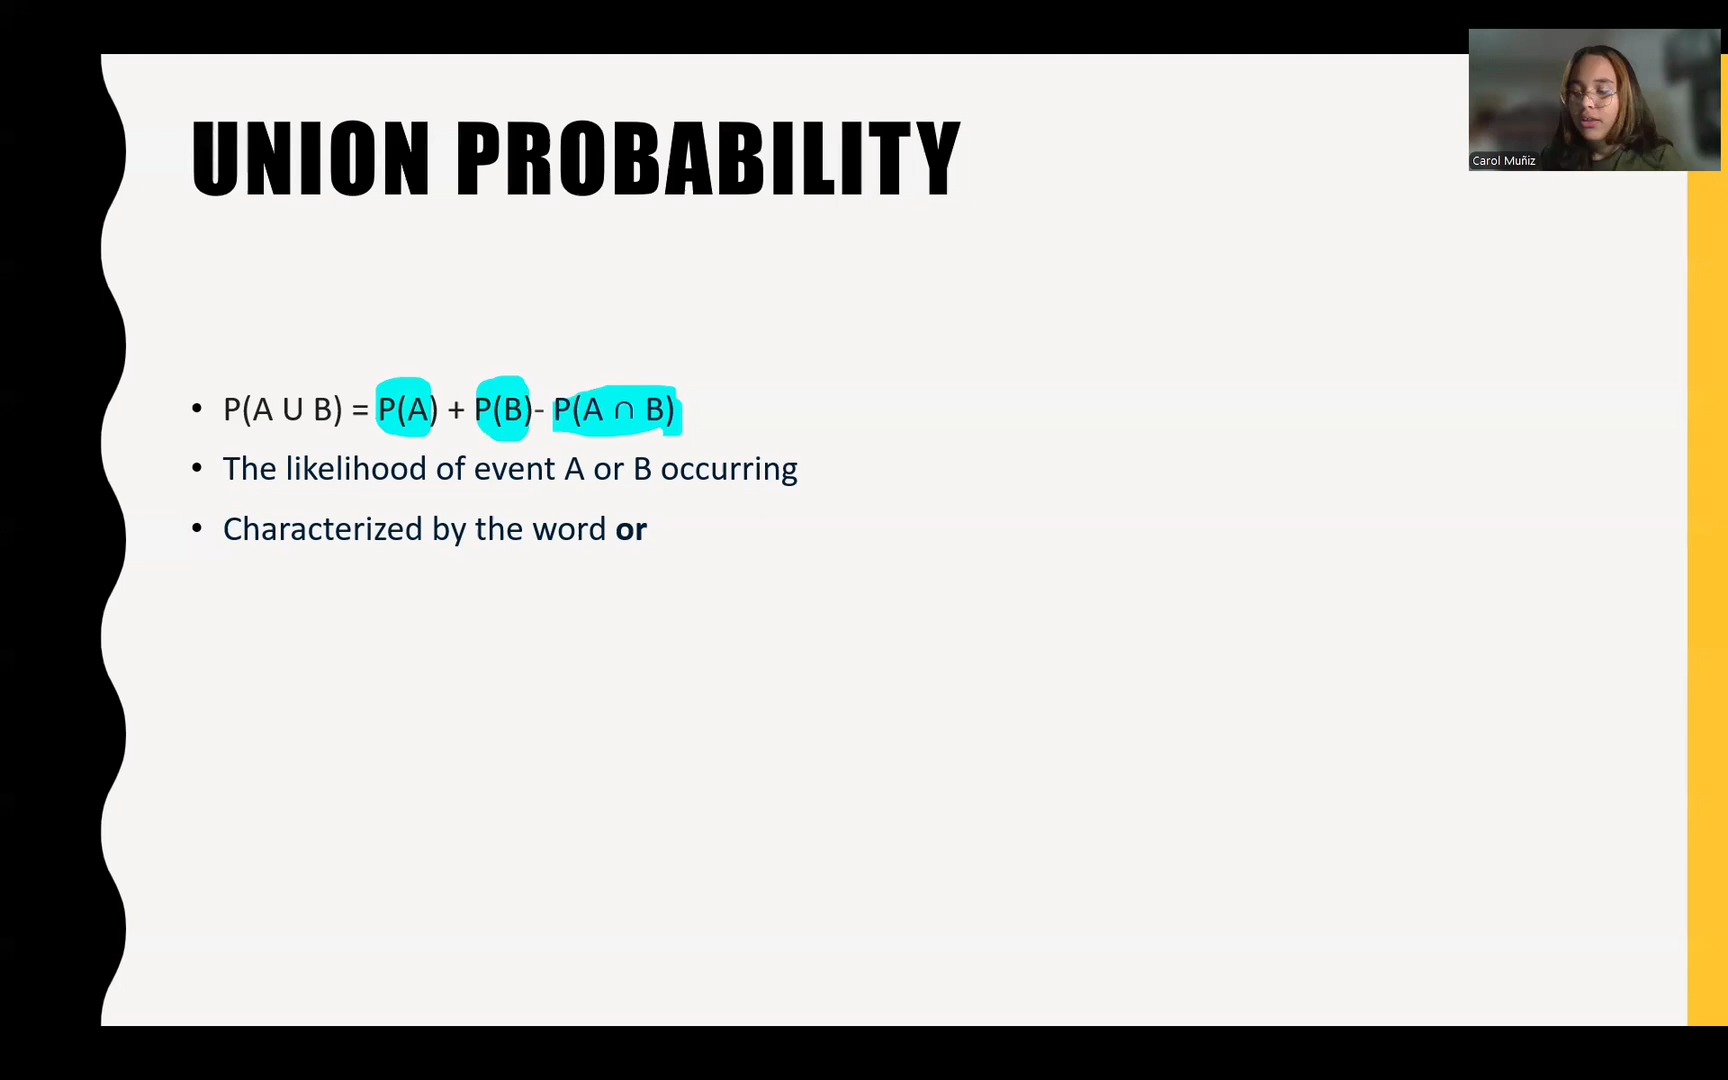 UNION PROBABILITY
Carol Muñiz
• P(A U B) = P(A) + P(B)- P(A ∩ B)
• The likelihood of event A or B occurring
• Characterized by the word or